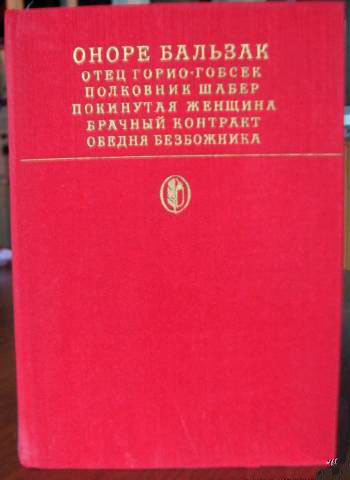 ОНОРЕ БАЛЬЗАК
ОТЕЦ ГОРИО·ГОБСЕК
ПОЛКОВНИК ШАБЕР
ПОКИНУТАЯ ЖЕНЩИНА
БРАЧНЫЙ КОНТРАКТ
ОБЕДНЯ БЕЗБОЖНИКА